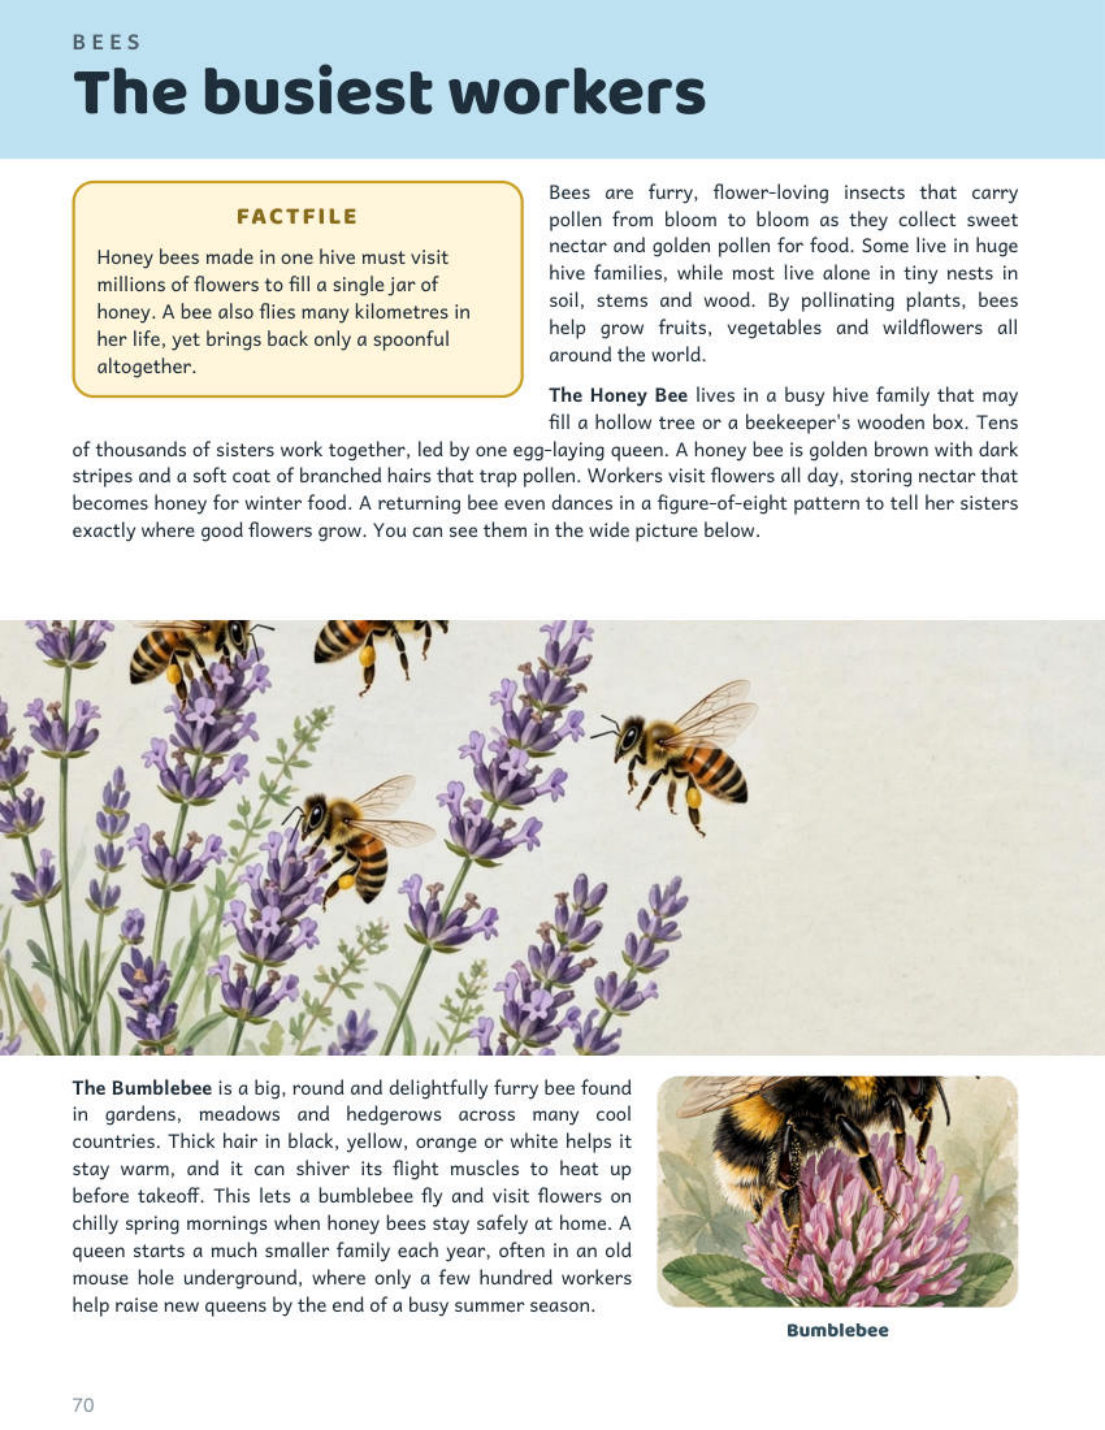 BEES
The busiest workers
FACTFILE
Honey bees made in one hive must visit
millions of flowers to fill a single jar of
honey. A bee also flies many kilometres in
her life, yet brings back only a spoonful
altogether.
Bees are furry, flower-loving insects that carry
pollen from bloom to bloom as they collect sweet
nectar and golden pollen for food. Some live in huge
hive families, while most live alone in tiny nests in
soil, stems and wood. By pollinating plants, bees
help grow fruits, vegetables and wildflowers all
around the world.
The Honey Bee lives in a busy hive family that may
fill a hollow tree or a beekeeper's wooden box. Tens
of thousands of sisters work together, led by one egg-laying queen. A honey bee is golden brown with dark
stripes and a soft coat of branched hairs that trap pollen. Workers visit flowers all day, storing nectar that
becomes honey for winter food. A returning bee even dances in a figure-of-eight pattern to tell her sisters
exactly where good flowers grow. You can see them in the wide picture below.
The Bumblebee is a big, round and delightfully furry bee found
in gardens, meadows and hedgerows across many cool
countries. Thick hair in black, yellow, orange or white helps it
stay warm, and it can shiver its flight muscles to heat up
before takeoff. This lets a bumblebee fly and visit flowers on
chilly spring mornings when honey bees stay safely at home. A
queen starts a much smaller family each year, often in an old
mouse hole underground, where only a few hundred workers
help raise new queens by the end of a busy summer season.
Bumblebee
70